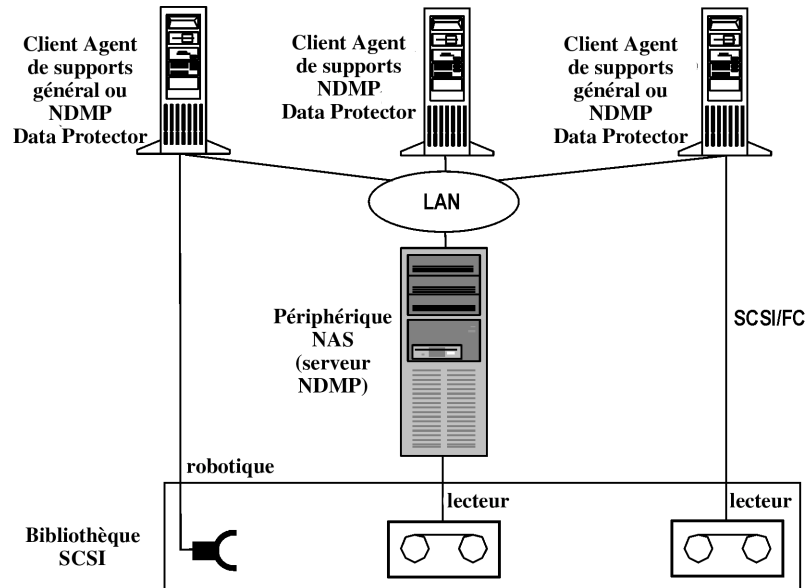 Client Agent
de supports
général ou
NDMP
Data Protector
Client Agent
de supports
NDMP
Data Protector
Client Agent
de supports
général ou
NDMP
Data Protector
LAN
Périphérique
NAS
(serveur
NDMP)
SCSI/FC
robotique
lecteur
lecteur
Bibliothèque
SCSI